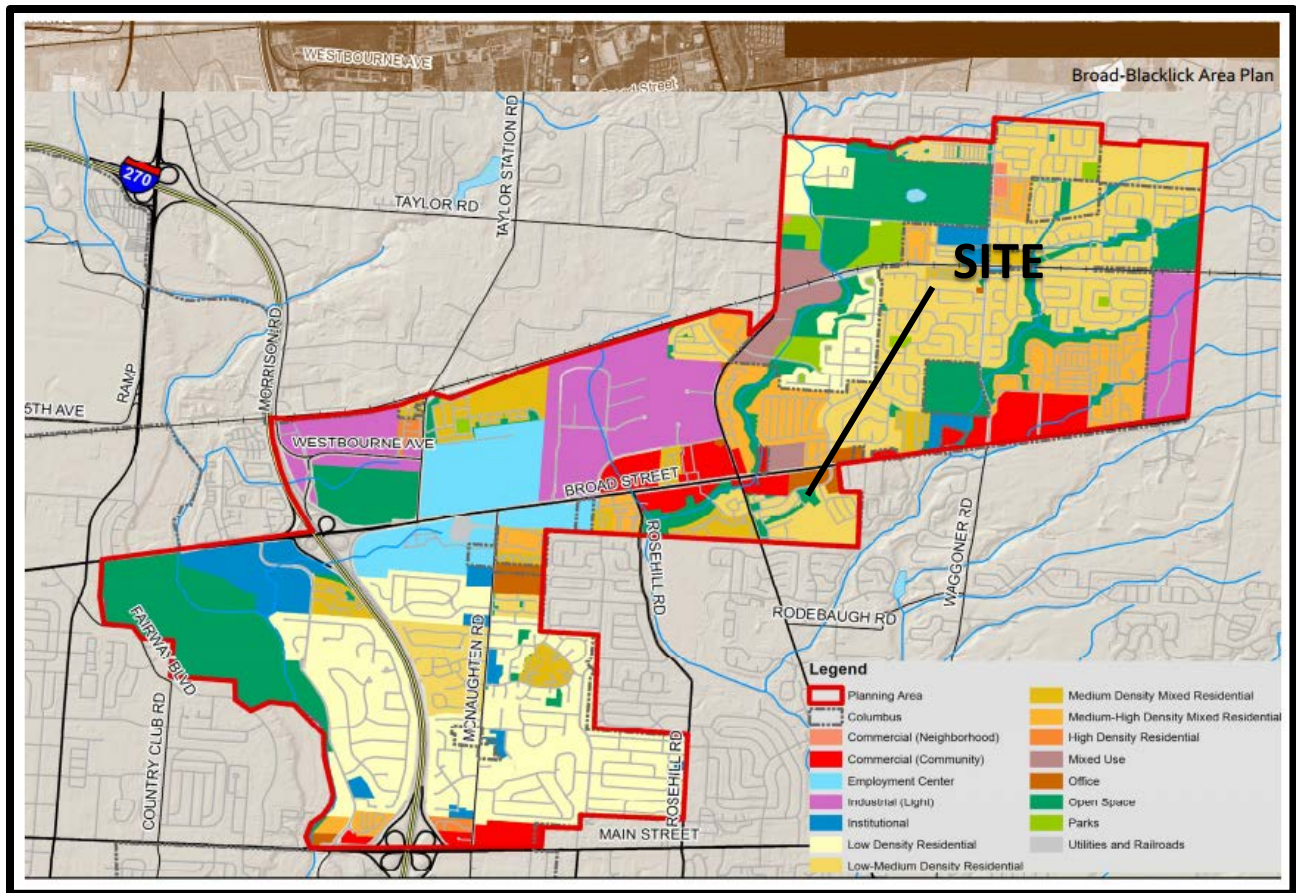 WESTBOURNE AVE
Broad-Blacklick Area Plan
270
TAYLOR STATION RD
TAYLOR RD
SITE
MORRISON RD
RAMP
5TH AVE
WESTBOURNE AVE
BROAD STREET
ROSEHILL RD
WAGGONER RD
RODEBAUGH RD
FAIRWAY BLVD
MCNAUGHTEN RD
COUNTRY CLUB RD
ROSEHILL RD
MAIN STREET
Legend
Planning Area
Columbus
Commercial (Neighborhood)
Commercial (Community)
Employment Center
Industrial (Light)
Institutional
Low Density Residential
Low-Medium Density Residential
Medium Density Mixed Residential
Medium-High Density Mixed Residential
High Density Residential
Mixed Use
Office
Open Space
Parks
Utilities and Railroads